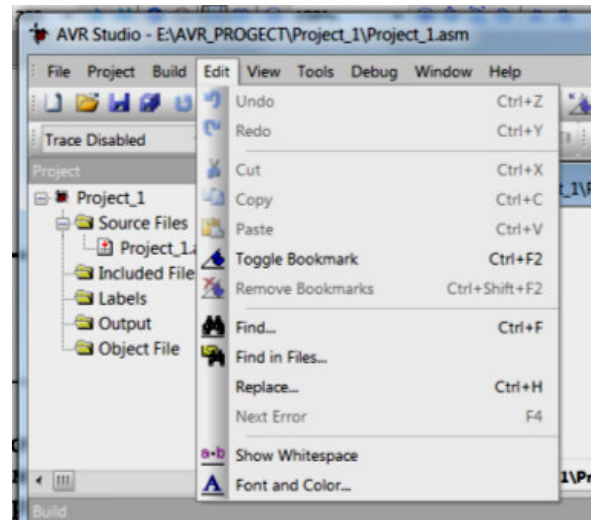 AVR Studio - E:\AVR_PROGECT\Project_1\Project_1.asm
File Project Build Edit View Tools Debug Window Help
Trace Disabled
Project
Project_1
Source Files
Project_1.a
Included File
Labels
Output
Object File
Undo Ctrl+Z
Redo Ctrl+Y
Cut Ctrl+X
Copy Ctrl+C
Paste Ctrl+V
Toggle Bookmark Ctrl+F2
Remove Bookmarks Ctrl+Shift+F2
Find... Ctrl+F
Find in Files...
Replace... Ctrl+H
Next Error F4
a-b Show Whitespace
A Font and Color...
t_1\P
1\Pr
Build